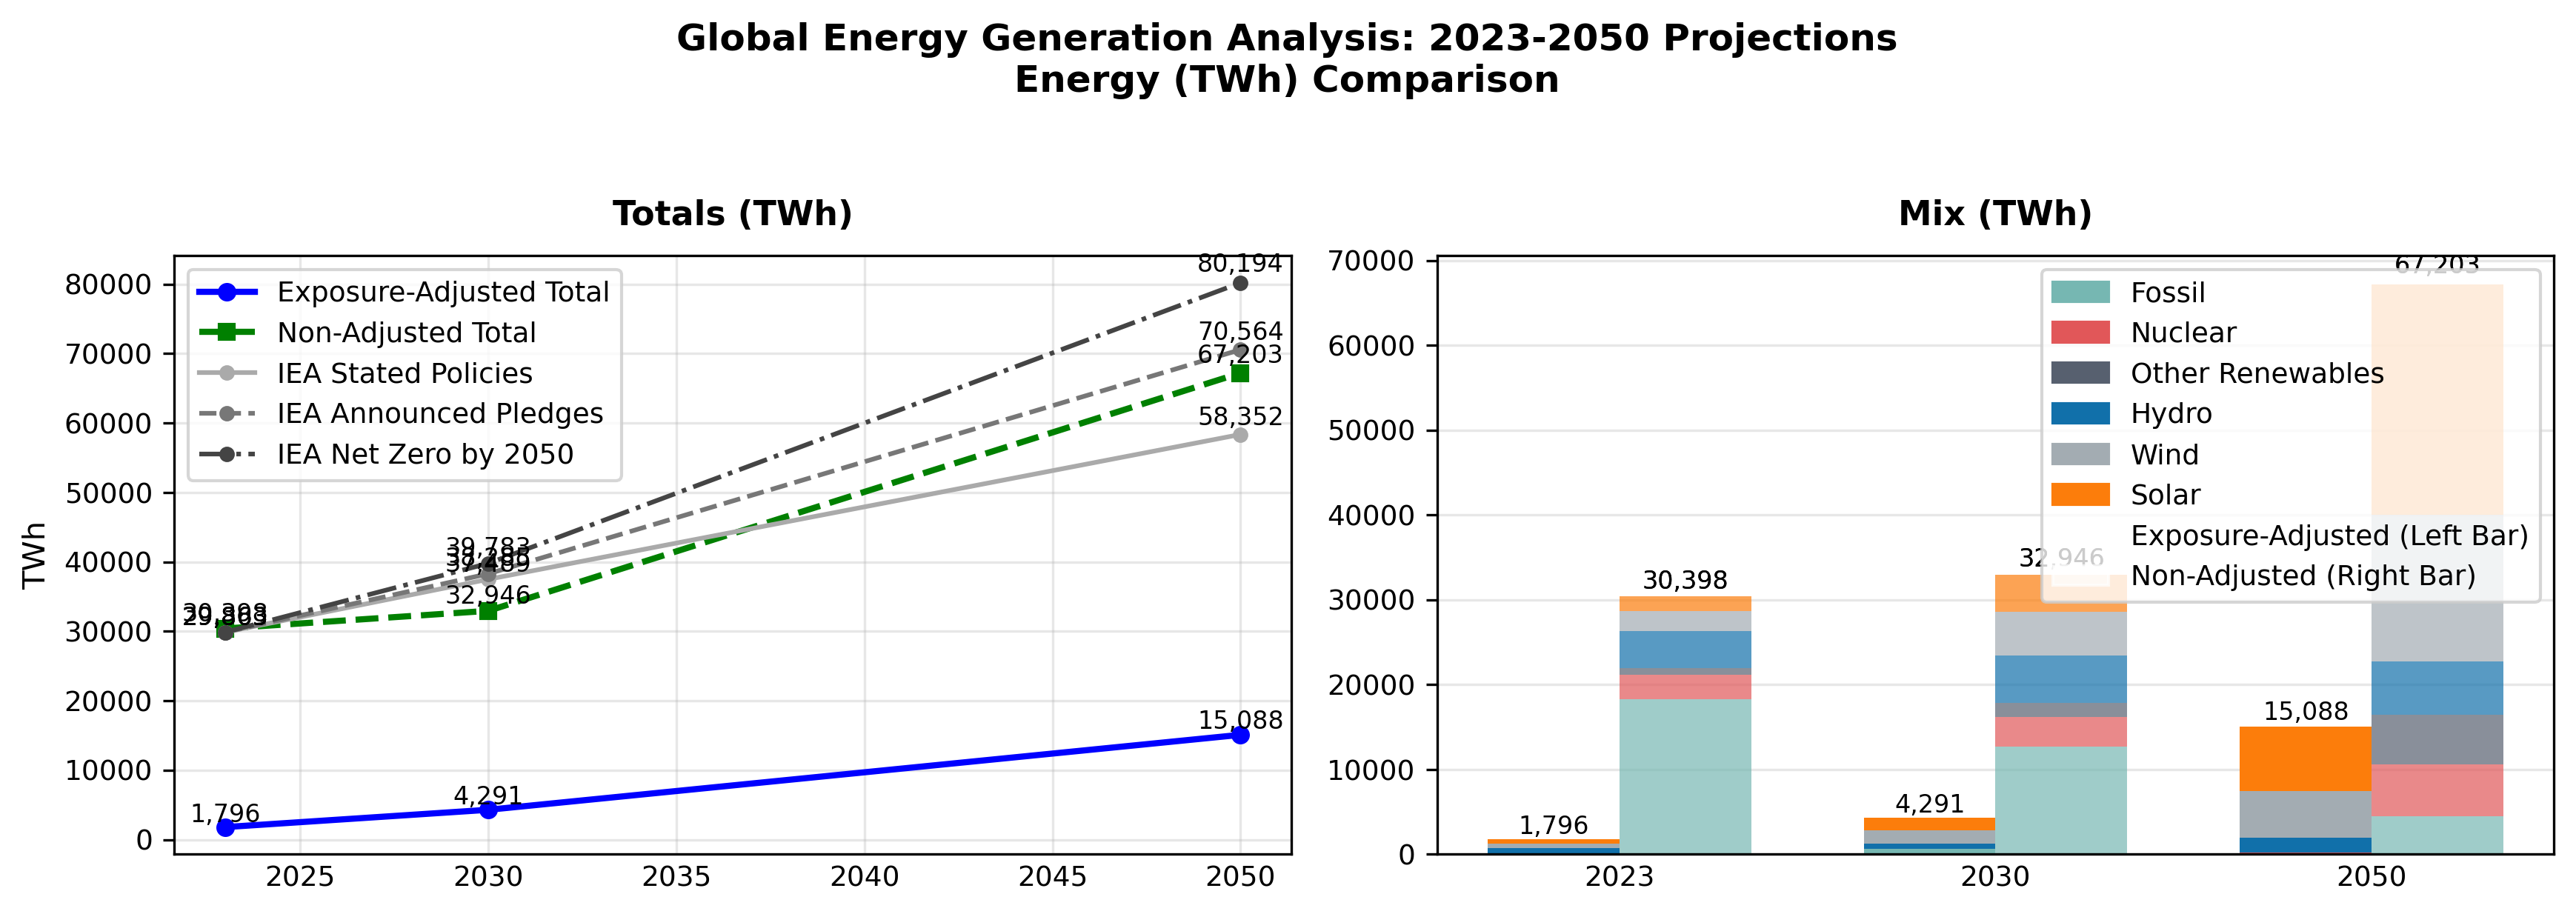 Global Energy Generation Analysis: 2023-2050 Projections
Energy (TWh) Comparison
Totals (TWh)
TWh
80000
70000
60000
50000
40000
30000
20000
10000
0
2025
2030
2035
2040
2045
2050
Exposure-Adjusted Total
Non-Adjusted Total
IEA Stated Policies
IEA Announced Pledges
IEA Net Zero by 2050
80,194
70,564
67,203
58,352
39,783
32,946
15,088
4,291
1,796
Mix (TWh)
70000
60000
50000
40000
30000
20000
10000
0
2023
2030
2050
Fossil
Nuclear
Other Renewables
Hydro
Wind
Solar
Exposure-Adjusted (Left Bar)
Non-Adjusted (Right Bar)
67,203
32,946
30,398
15,088
4,291
1,796